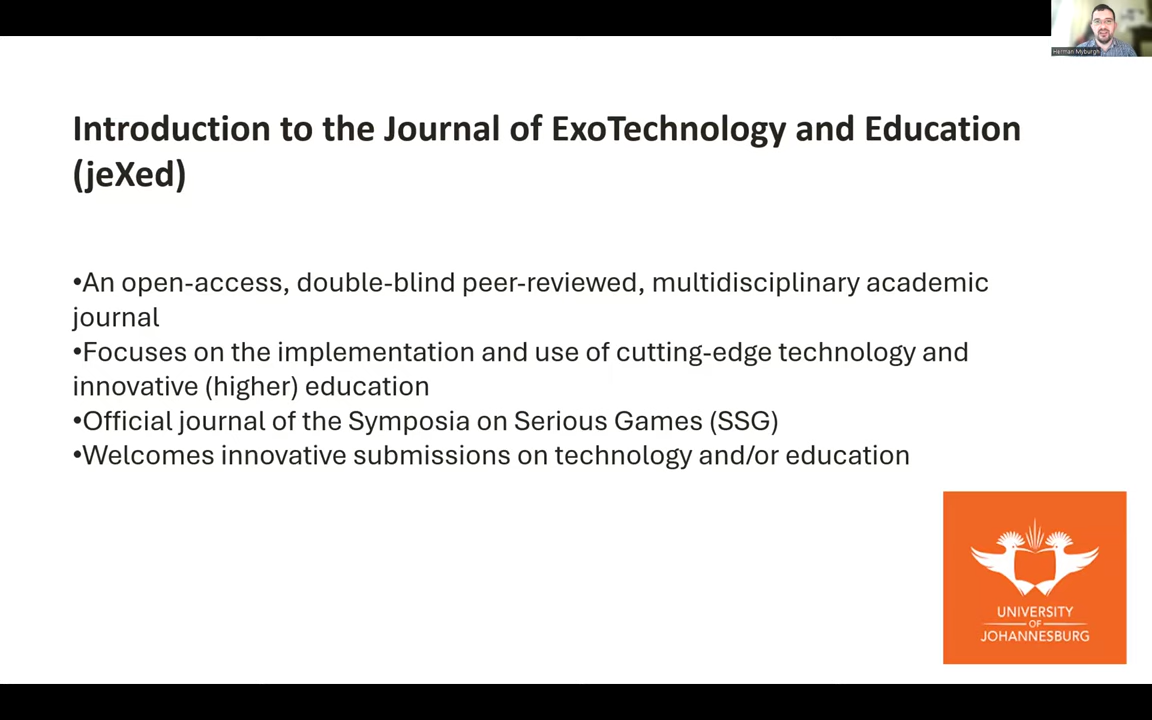 Herman Myburgh
Introduction to the Journal of ExoTechnology and Education
(jeXed)
•An open-access, double-blind peer-reviewed, multidisciplinary academic
journal
•Focuses on the implementation and use of cutting-edge technology and
innovative (higher) education
•Official journal of the Symposia on Serious Games (SSG)
•Welcomes innovative submissions on technology and/or education
UNIVERSITY
OF
JOHANNESBURG